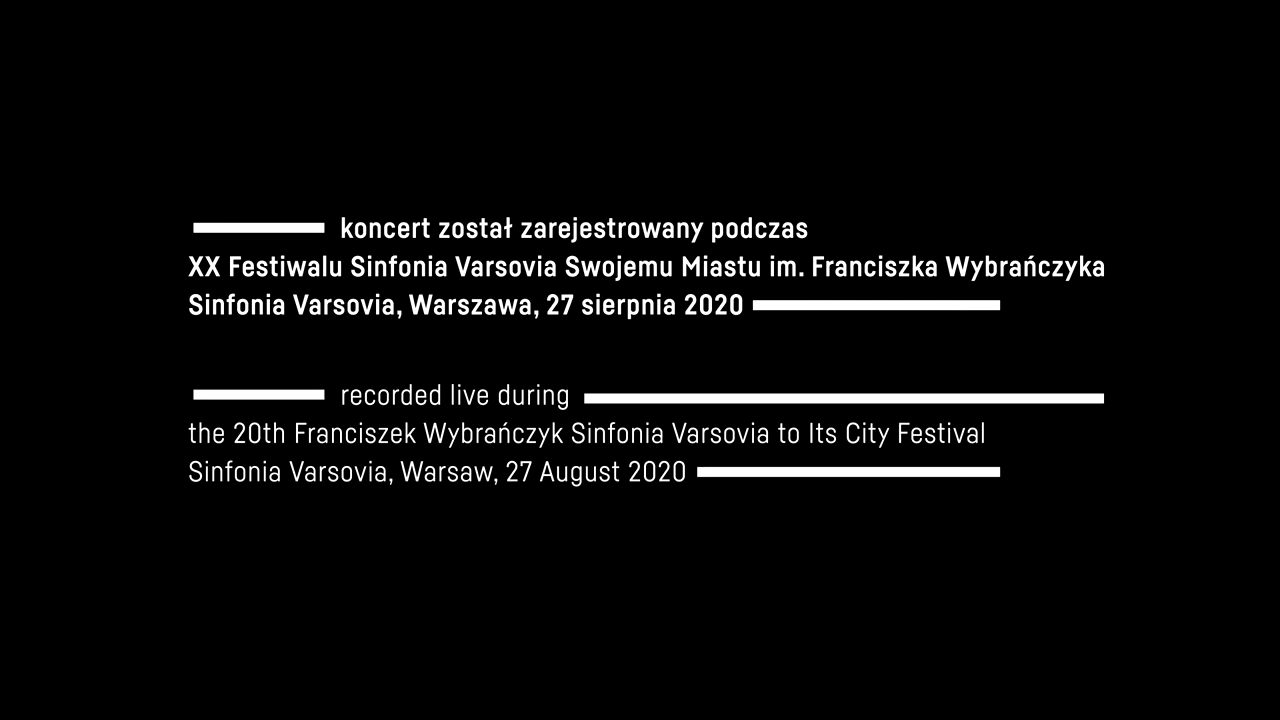 koncert został zarejestrowany podczas
XX Festiwalu Sinfonia Varsovia Swojemu Miastu im. Franciszka Wybrańczyka
Sinfonia Varsovia, Warszawa, 27 sierpnia 2020
recorded live during
the 20th Franciszek Wybrańczyk Sinfonia Varsovia to Its City Festival
Sinfonia Varsovia, Warsaw, 27 August 2020